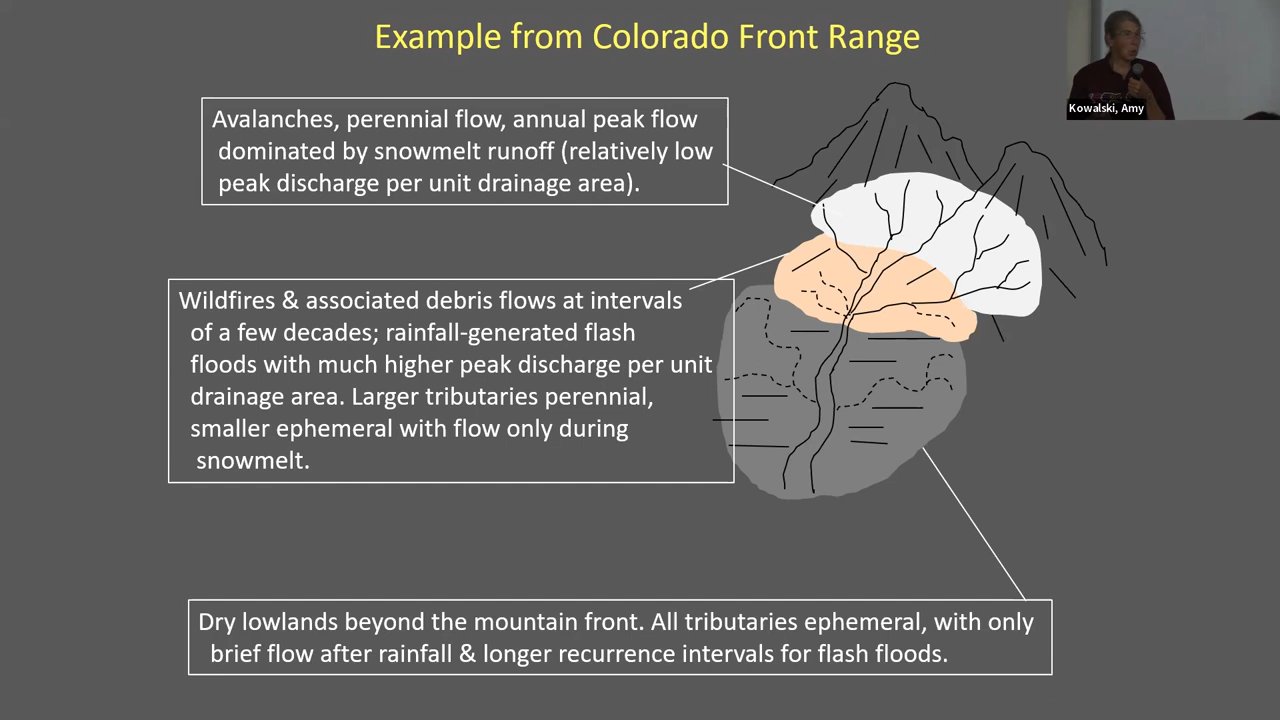 Example from Colorado Front Range
Kowalski, Amy
Avalanches, perennial flow, annual peak flow
dominated by snowmelt runoff (relatively low
peak discharge per unit drainage area).
Wildfires & associated debris flows at intervals
of a few decades; rainfall-generated flash
floods with much higher peak discharge per unit
drainage area. Larger tributaries perennial,
smaller ephemeral with flow only during
snowmelt.
Dry lowlands beyond the mountain front. All tributaries ephemeral, with only
brief flow after rainfall & longer recurrence intervals for flash floods.